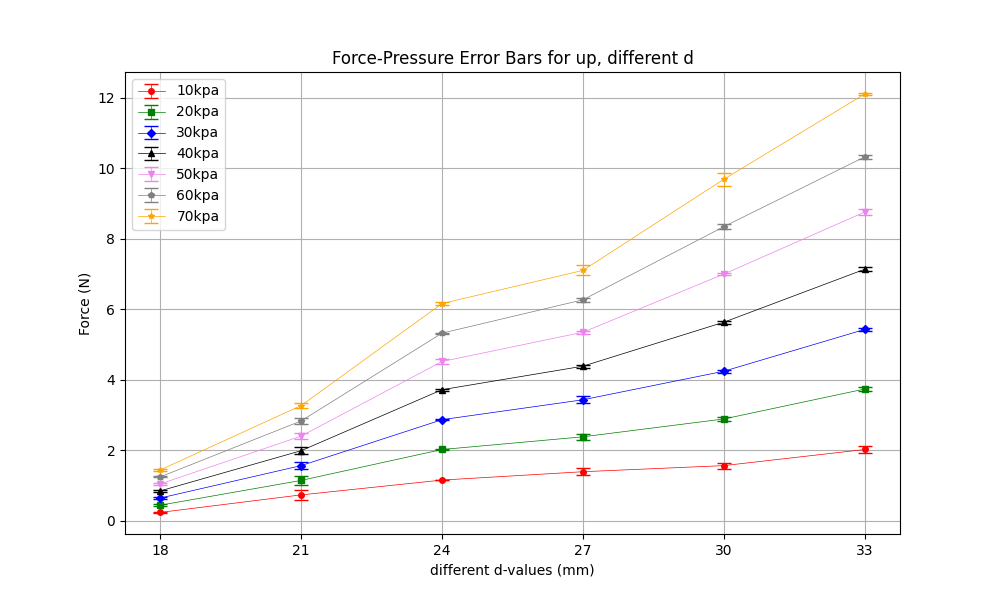 Force-Pressure Error Bars for up, different d
10kpa
20kpa
30kpa
40kpa
50kpa
60kpa
70kpa
12
10
8
6
4
2
0
Force (N)
18 21 24 27 30 33
different d-values (mm)